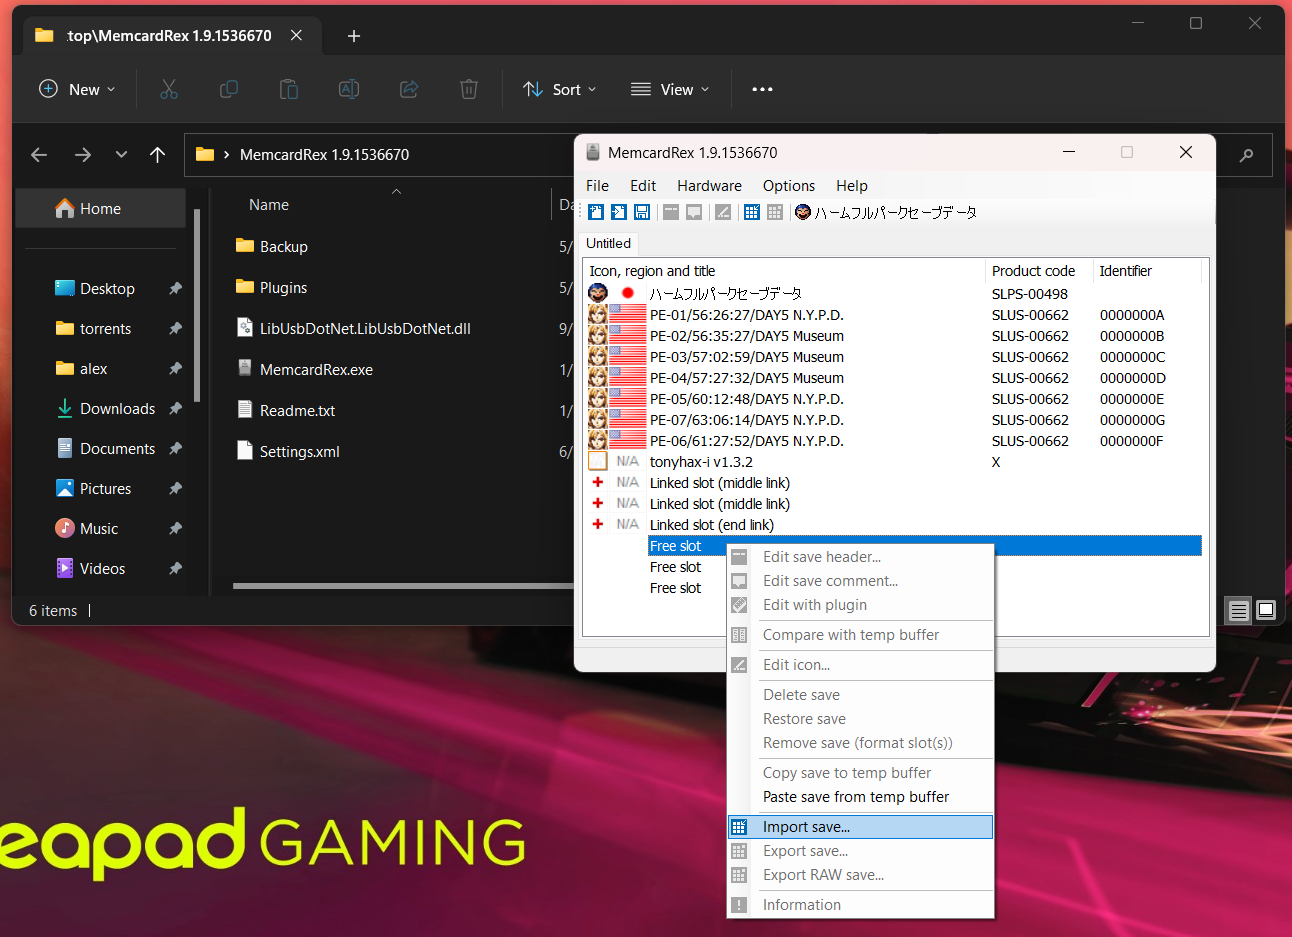 :top\MemcardRex 1.9.1536670
New
Sort
View
MemcardRex 1.9.1536670
Home
Desktop
torrents
alex
Downloads
Documents
Pictures
Music
Videos
Name
Da
Backup
5/
Plugins
5/
LibUsbDotNet.LibUsbDotNet.dll
9/
MemcardRex.exe
1/
Readme.txt
1/
Settings.xml
6/
6 items
MemcardRex 1.9.1536670
File Edit Hardware Options Help
ハームフルパークセーブデータ
Untitled
Icon, region and title Product code Identifier
ハームフルパークセーブデータ SLPS-00498
PE-01/56:26:27/DAY5 N.Y.P.D. SLUS-00662 0000000A
PE-02/56:35:27/DAY5 Museum SLUS-00662 0000000B
PE-03/57:02:59/DAY5 Museum SLUS-00662 0000000C
PE-04/57:27:32/DAY5 Museum SLUS-00662 0000000D
PE-05/60:12:48/DAY5 N.Y.P.D. SLUS-00662 0000000E
PE-07/63:06:14/DAY5 N.Y.P.D. SLUS-00662 0000000G
PE-06/61:27:52/DAY5 N.Y.P.D. SLUS-00662 0000000F
N/A tonyhax-i v1.3.2 X
N/A Linked slot (middle link)
N/A Linked slot (middle link)
N/A Linked slot (end link)
Free slot
Free slot
Free slot
Edit save header...
Edit save comment...
Edit with plugin
Compare with temp buffer
Edit icon...
Delete save
Restore save
Remove save (format slot(s))
Copy save to temp buffer
Paste save from temp buffer
Import save...
Export save...
Export RAW save...
Information
eapad GAMING